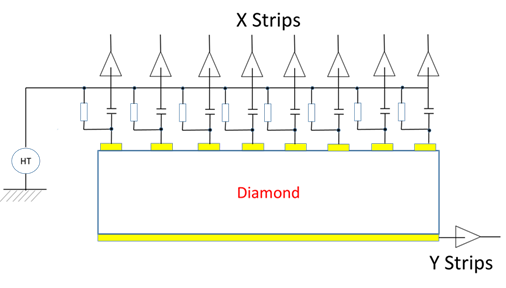 X Strips
HT
Diamond
Y Strips